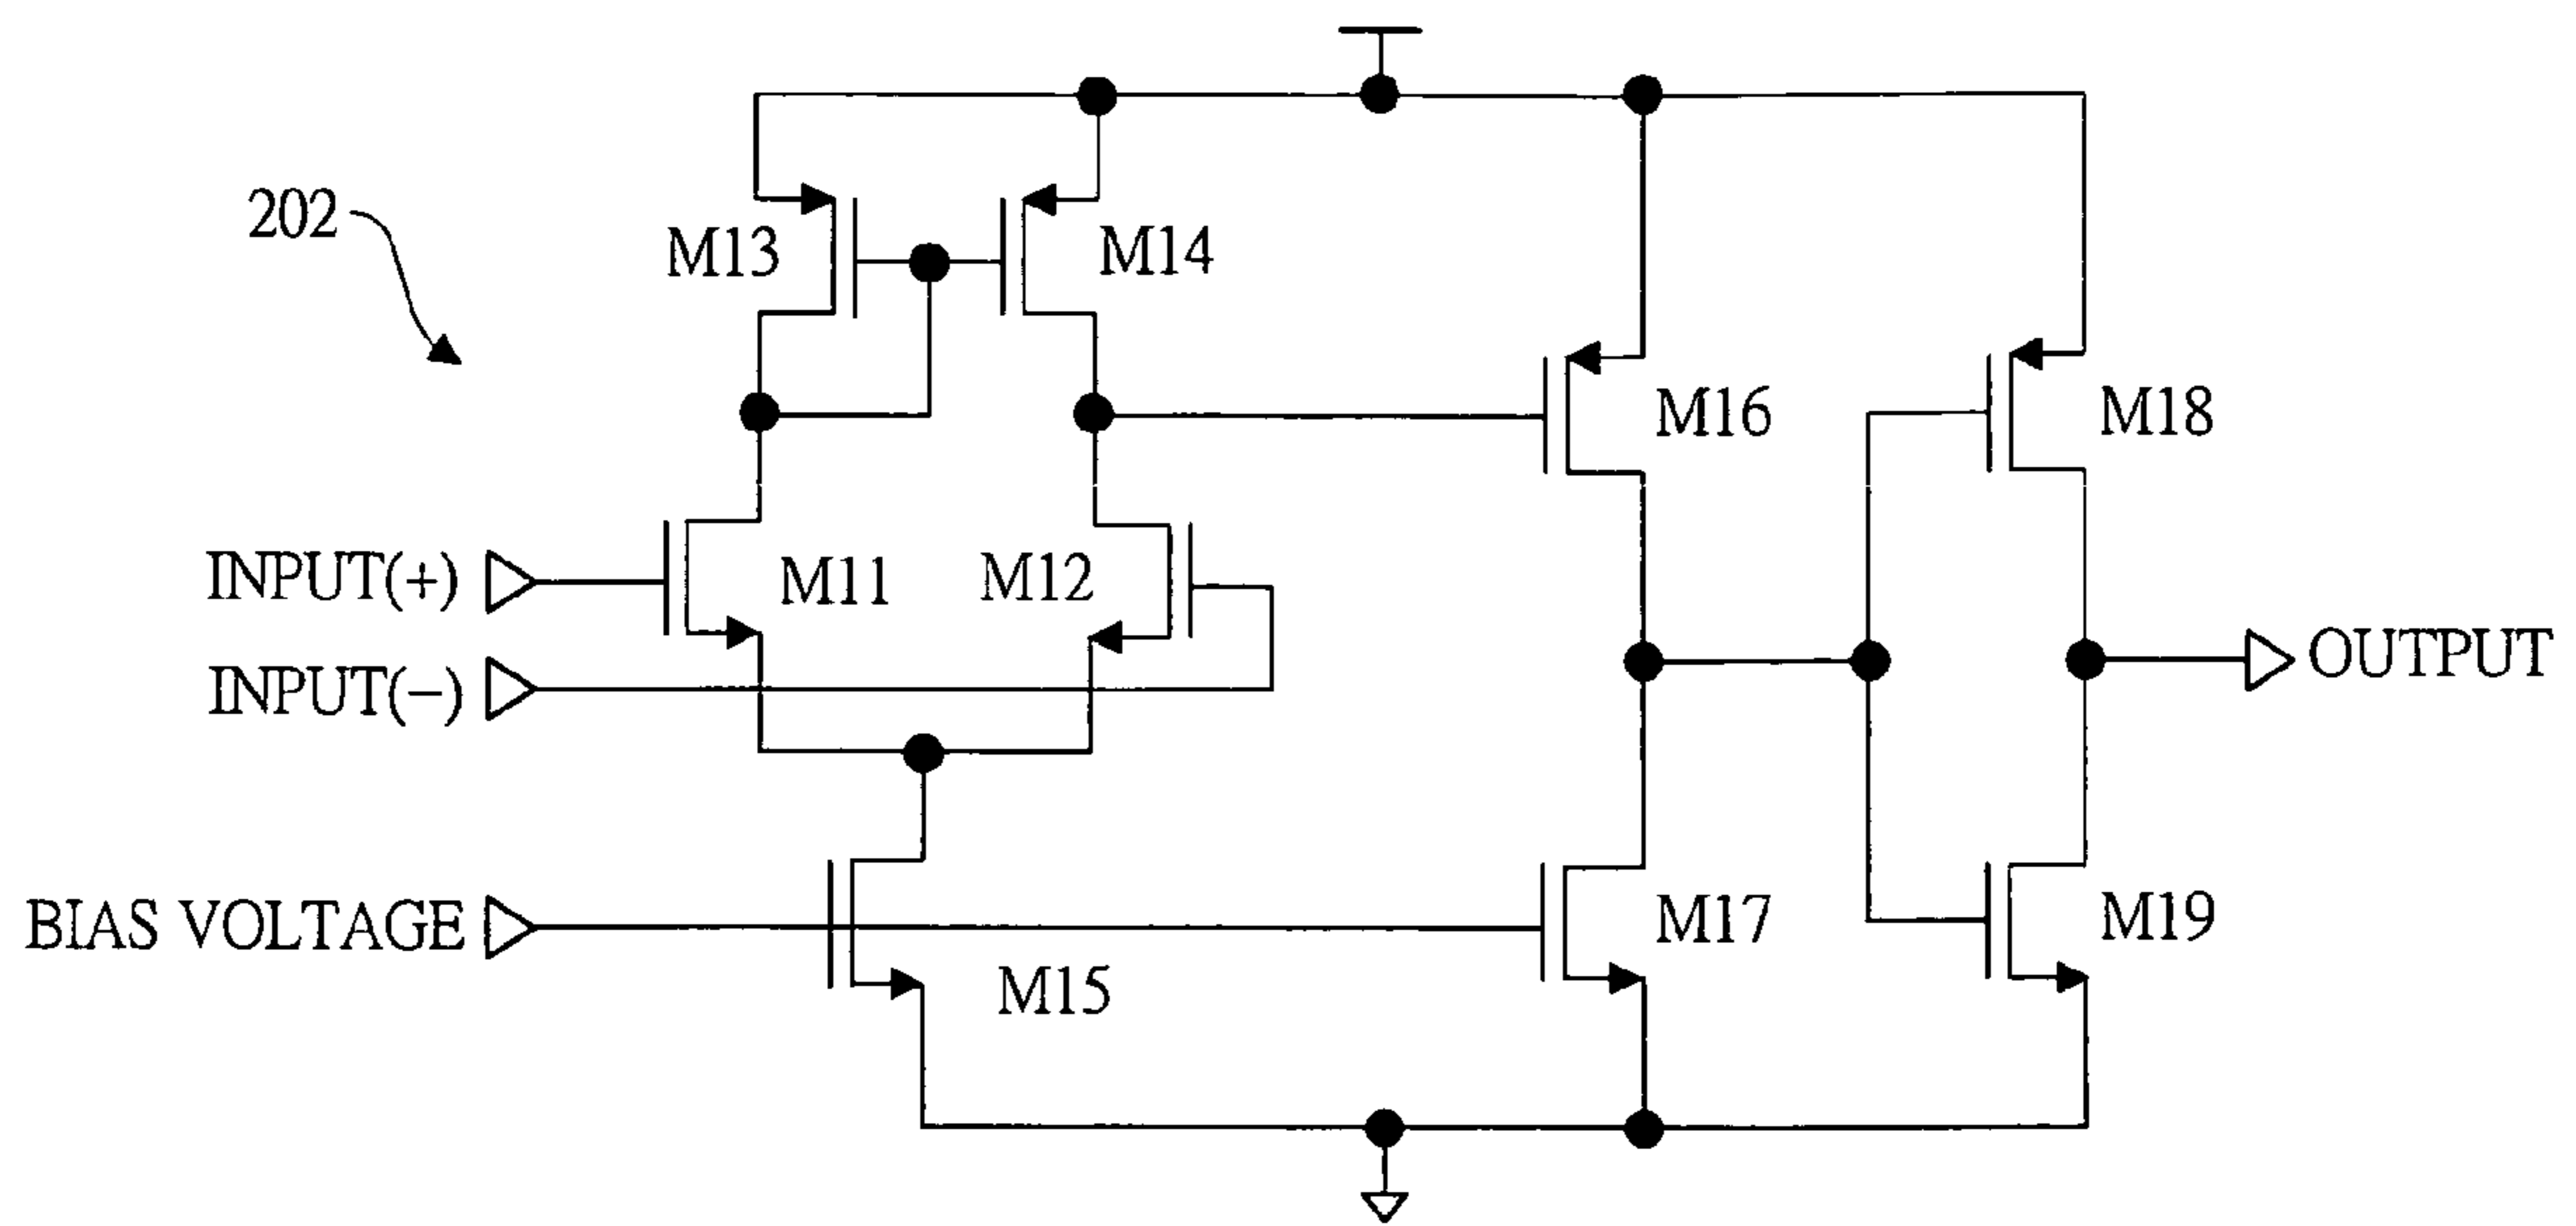 202
M13
M14
M16
M18
INPUT(+)
M11
M12
INPUT(−)
OUTPUT
BIAS VOLTAGE
M15
M17
M19